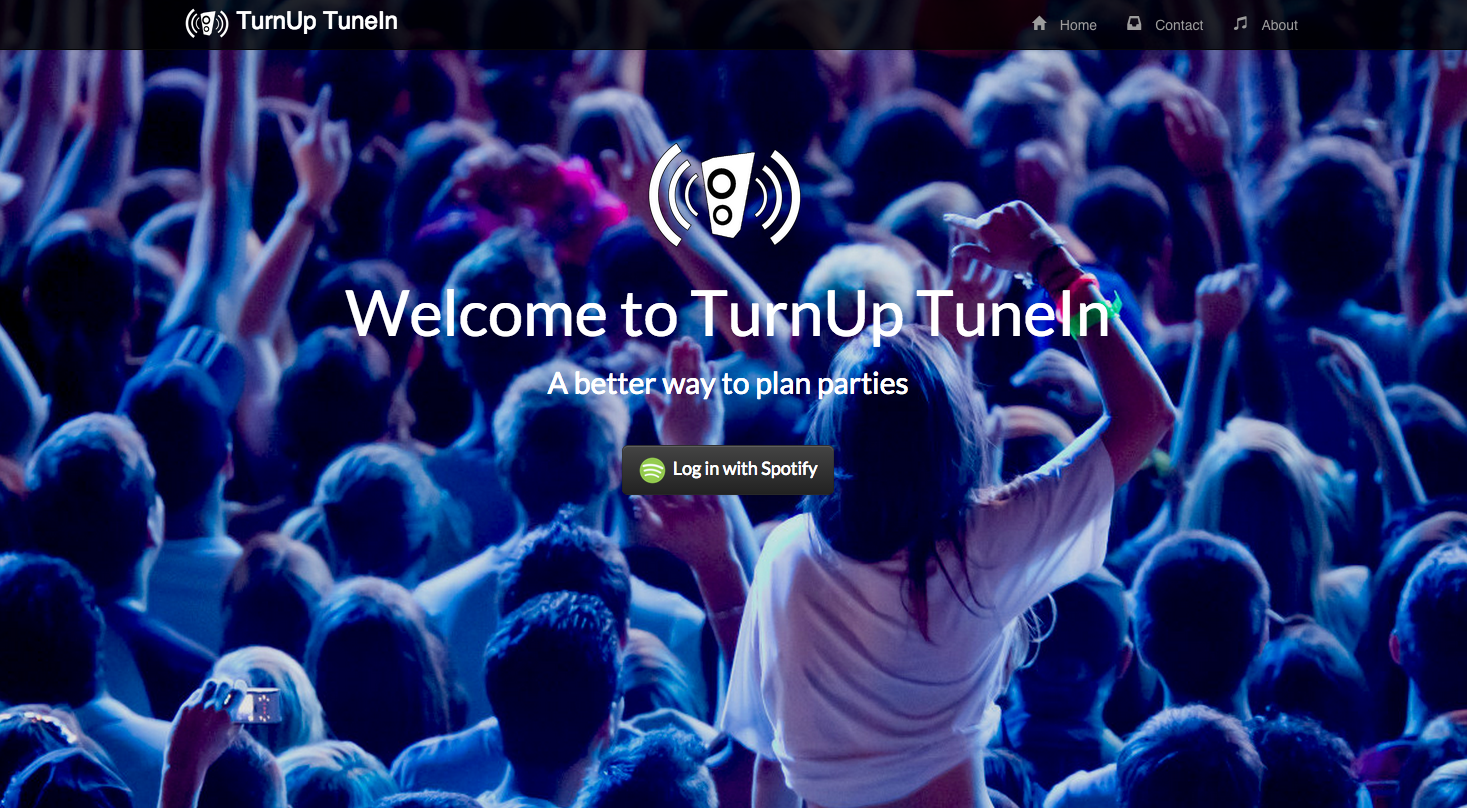 TurnUp TuneIn
Home
Contact
About
Welcome to TurnUp TuneIn
A better way to plan parties
Log in with Spotify